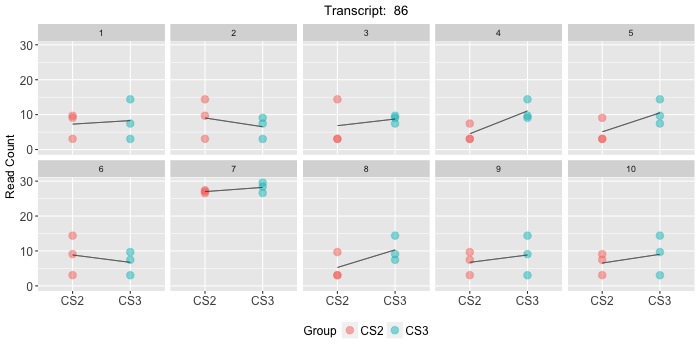 Transcript: 86
1 2 3 4 5
30
20
10
0
Read Count
6 7 8 9 10
30
20
10
0
CS2 CS3 CS2 CS3 CS2 CS3 CS2 CS3 CS2 CS3
Group CS2 CS3